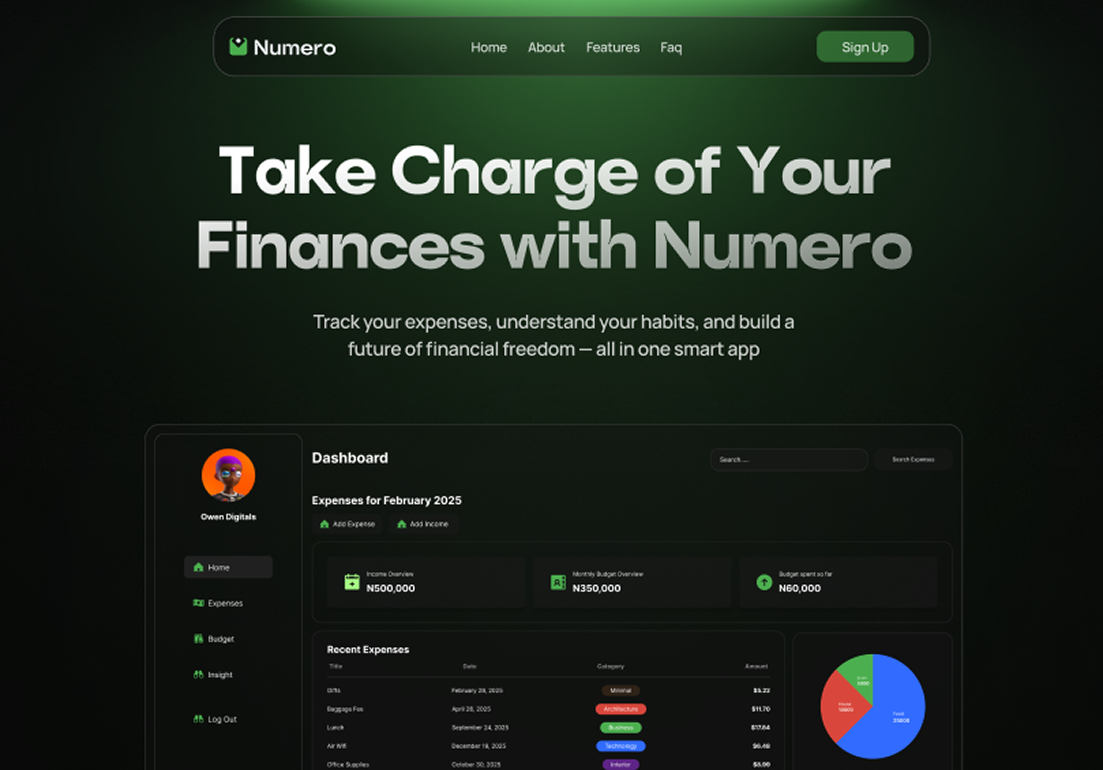 Numero
Home About Features Faq
Sign Up
Take Charge of Your
Finances with Numero
Track your expenses, understand your habits, and build a
future of financial freedom — all in one smart app
Owen Digitals
Home
Expenses
Budget
Insight
Log Out
Dashboard
Search....
Search Expenses
Expenses for February 2025
Add Expense Add Income
Income Overview
N500,000
Monthly Budget Overview
N350,000
Budget spent so far
N60,000
Recent Expenses
Title Date Category Amount
Gifts February 28, 2025 Minimal $5.22
Baggage Fee April 28, 2025 Architecture $11.70
Lunch September 24, 2025 Business $17.84
Air Wifi December 19, 2025 Technology $6.48
Office Supplies October 30, 2025 Interior $8.99
Food
25000